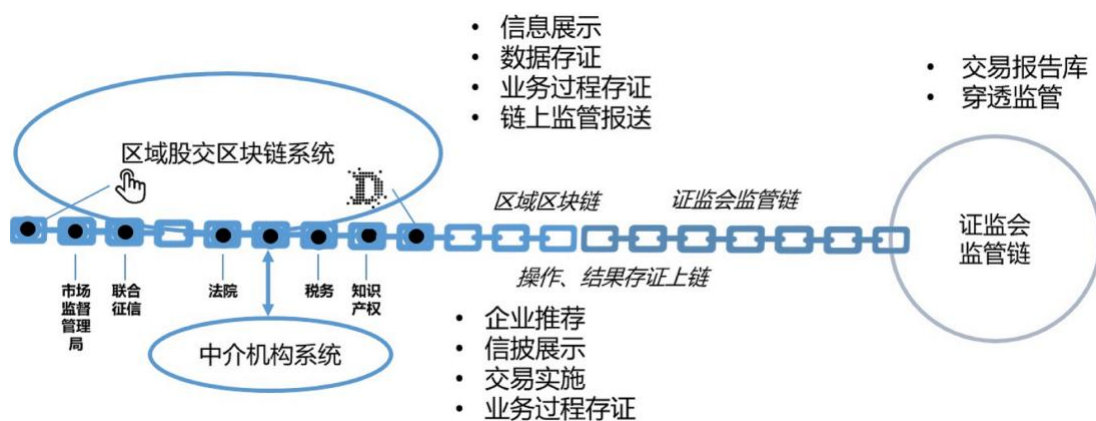 • 信息展示
• 数据存证
• 业务过程存证
• 链上监管报送
• 交易报告库
• 穿透监管
区域股交区块链系统
D
区域区块链
证监会监管链
证监会
监管链
操作、结果存证上链
市场
监督
管理
局
联合
征信
法院
税务
知识
产权
中介机构系统
• 企业推荐
• 信披展示
• 交易实施
• 业务过程存证